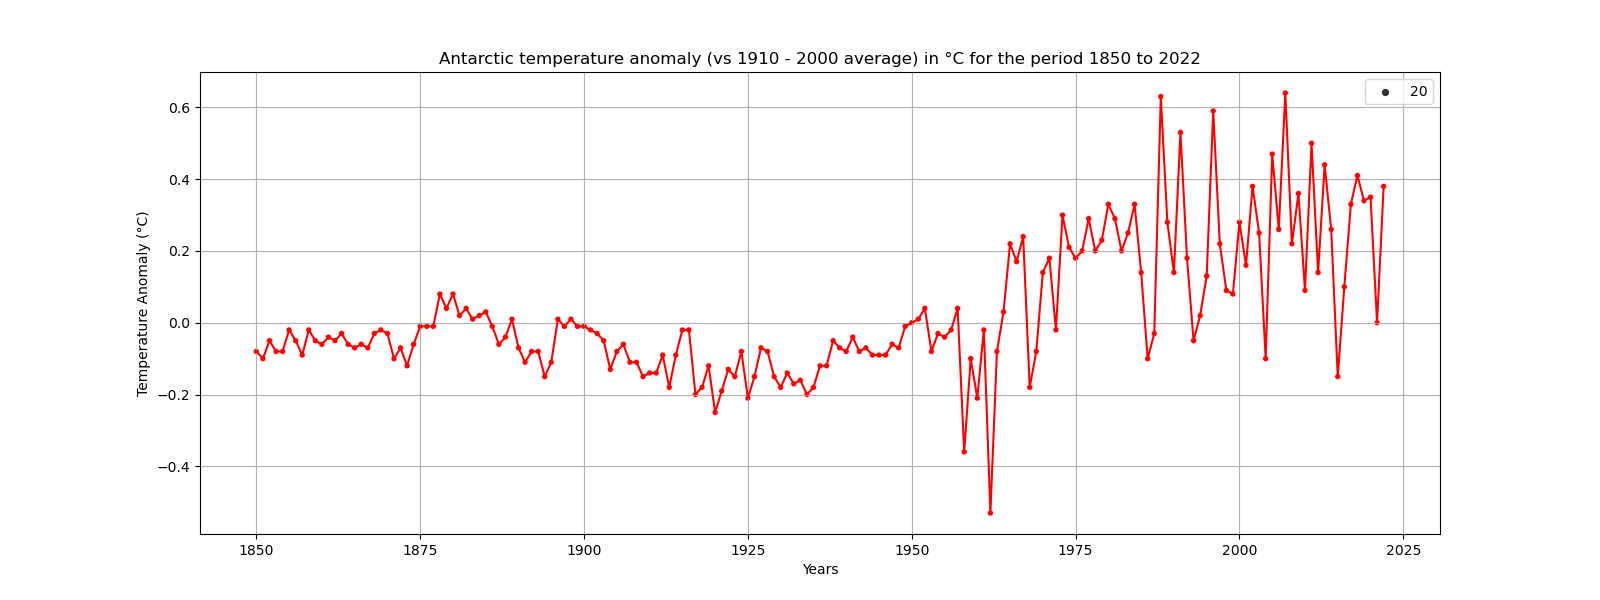 Antarctic temperature anomaly (vs 1910 - 2000 average) in °C for the period 1850 to 2022
20
0.6
0.4
0.2
0.0
−0.2
−0.4
Temperature Anomaly (°C)
1850 1875 1900 1925 1950 1975 2000 2025
Years